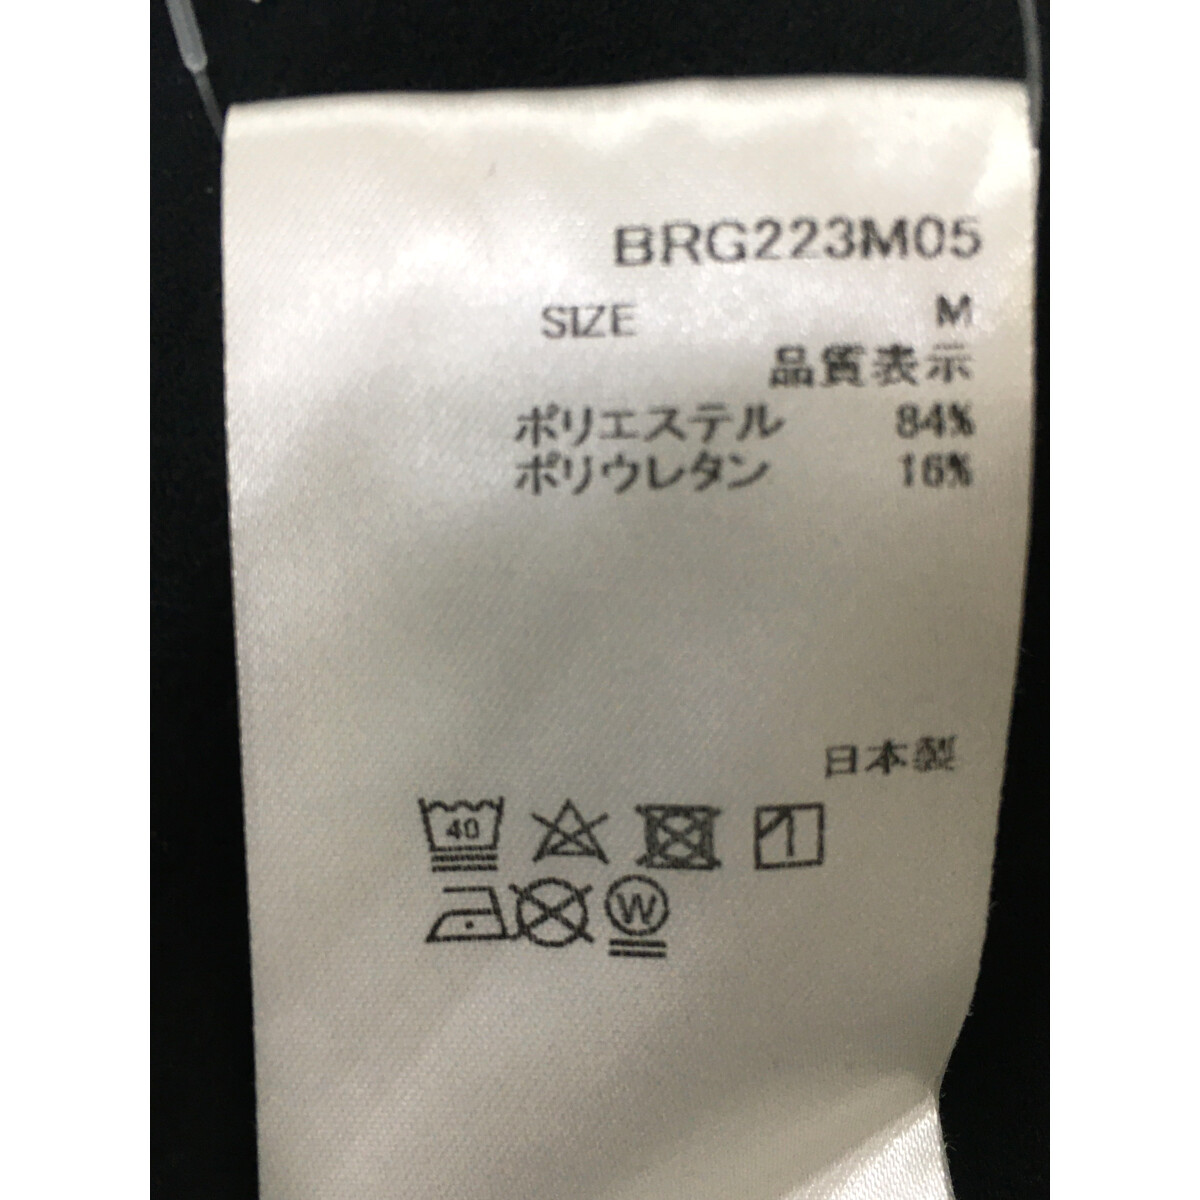 BRG223M05
SIZE M
品質表示
ポリエステル 84%
ポリウレタン 16%
日本製
40
W